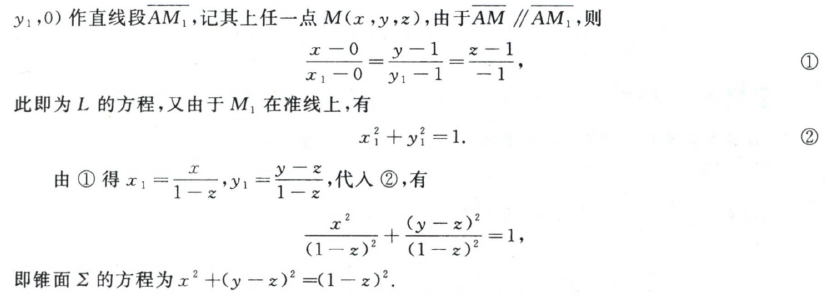 y₁,0) 作直线段$\overline{AM_1}$,记其上任一点 M(x,y,z),由于$\overline{AM}$ ∥ $\overline{AM_1}$,则
$\frac{x-0}{x_1-0}=\frac{y-1}{y_1-1}=\frac{z-1}{-1}$, ①
此即为 L 的方程,又由于 M₁ 在准线上,有
$x_1^2+y_1^2=1.$ ②
由 ① 得 $x_1=\frac{x}{1-z},y_1=\frac{y-z}{1-z}$,代入 ②,有
$\frac{x^2}{(1-z)^2}+\frac{(y-z)^2}{(1-z)^2}=1,$
即锥面 Σ 的方程为 $x^2+(y-z)^2=(1-z)^2.$